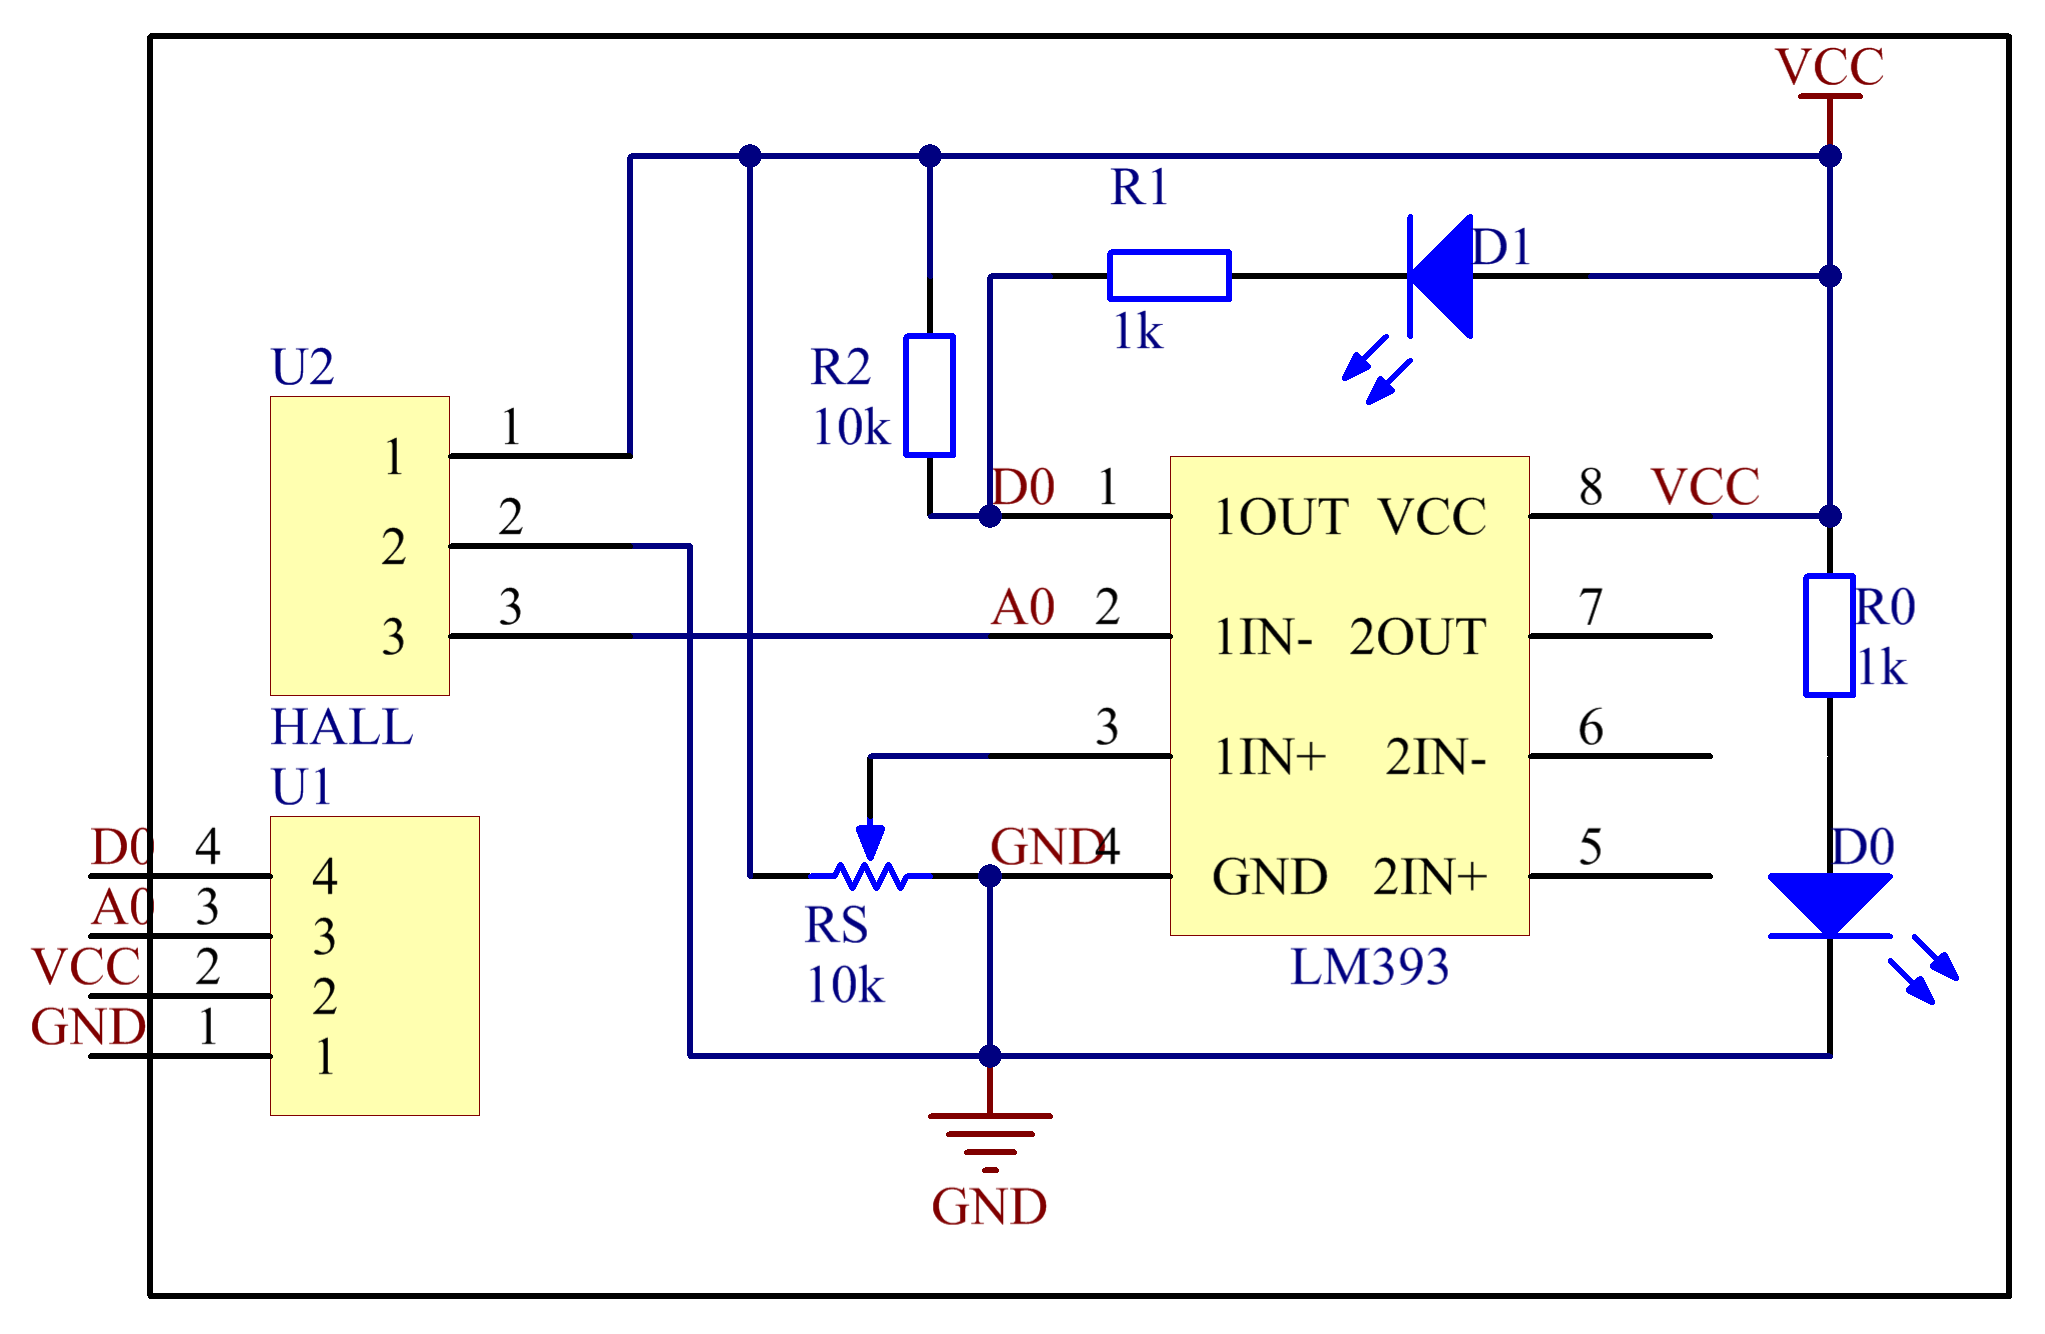 VCC
R1
D1
1k
R2
10k
U2
1
1
2
2
3
3
HALL
D0
1
1OUT
VCC
8
VCC
A0
2
1IN-
2OUT
7
3
1IN+
2IN-
6
GND
4
GND
2IN+
5
LM393
R0
1k
D0
RS
10k
U1
D0
4
4
A0
3
3
VCC
2
2
GND
1
1
GND